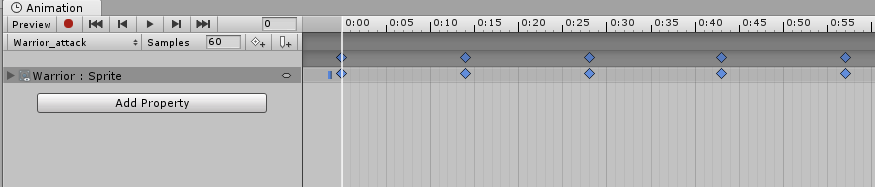 Animation
Preview 0 0:00 0:05 0:10 0:15 0:20 0:25 0:30 0:35 0:40 0:45 0:50 0:55
Warrior_attack Samples 60
Warrior : Sprite
Add Property